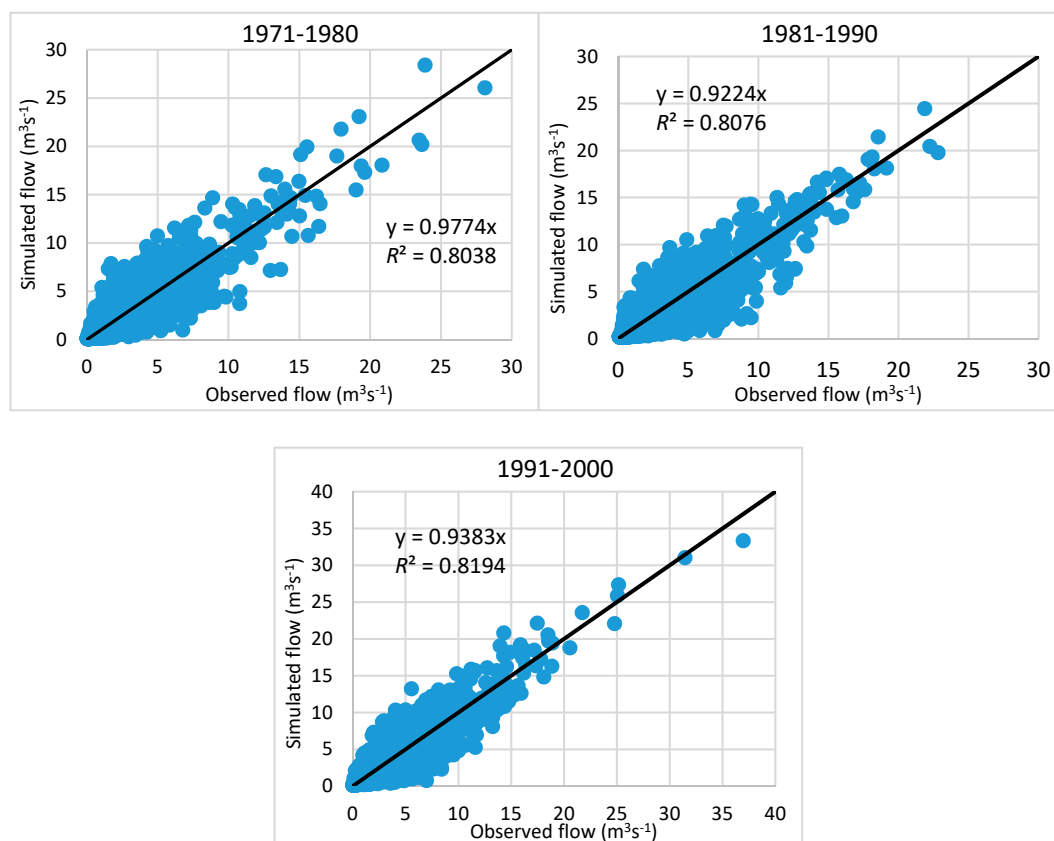 1971-1980
30
25
20
15
10
5
0
Simulated flow (m³s⁻¹)
y = 0.9774x
R² = 0.8038
0 5 10 15 20 25 30
Observed flow (m³s⁻¹)
1981-1990
30
25
20
15
10
5
0
Simulated flow (m³s⁻¹)
y = 0.9224x
R² = 0.8076
0 5 10 15 20 25 30
Observed flow (m³s⁻¹)
1991-2000
40
35
30
25
20
15
10
5
0
Simulated flow (m³s⁻¹)
y = 0.9383x
R² = 0.8194
0 5 10 15 20 25 30 35 40
Observed flow (m³s⁻¹)